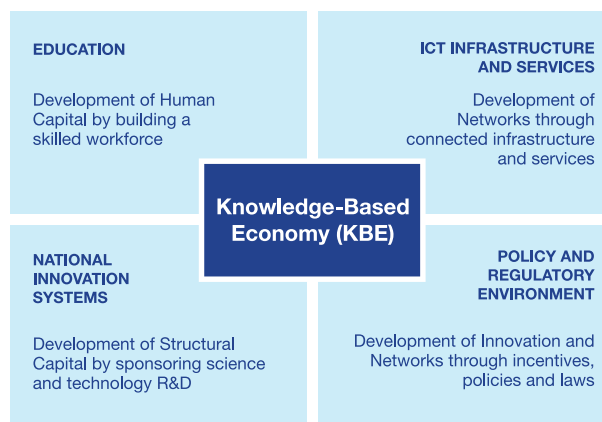 EDUCATION
Development of Human
Capital by building a
skilled workforce
ICT INFRASTRUCTURE
AND SERVICES
Development of
Networks through
connected infrastructure
and services
Knowledge-Based
Economy (KBE)
NATIONAL
INNOVATION
SYSTEMS
Development of Structural
Capital by sponsoring science
and technology R&D
POLICY AND
REGULATORY
ENVIRONMENT
Development of Innovation and
Networks through incentives,
policies and laws